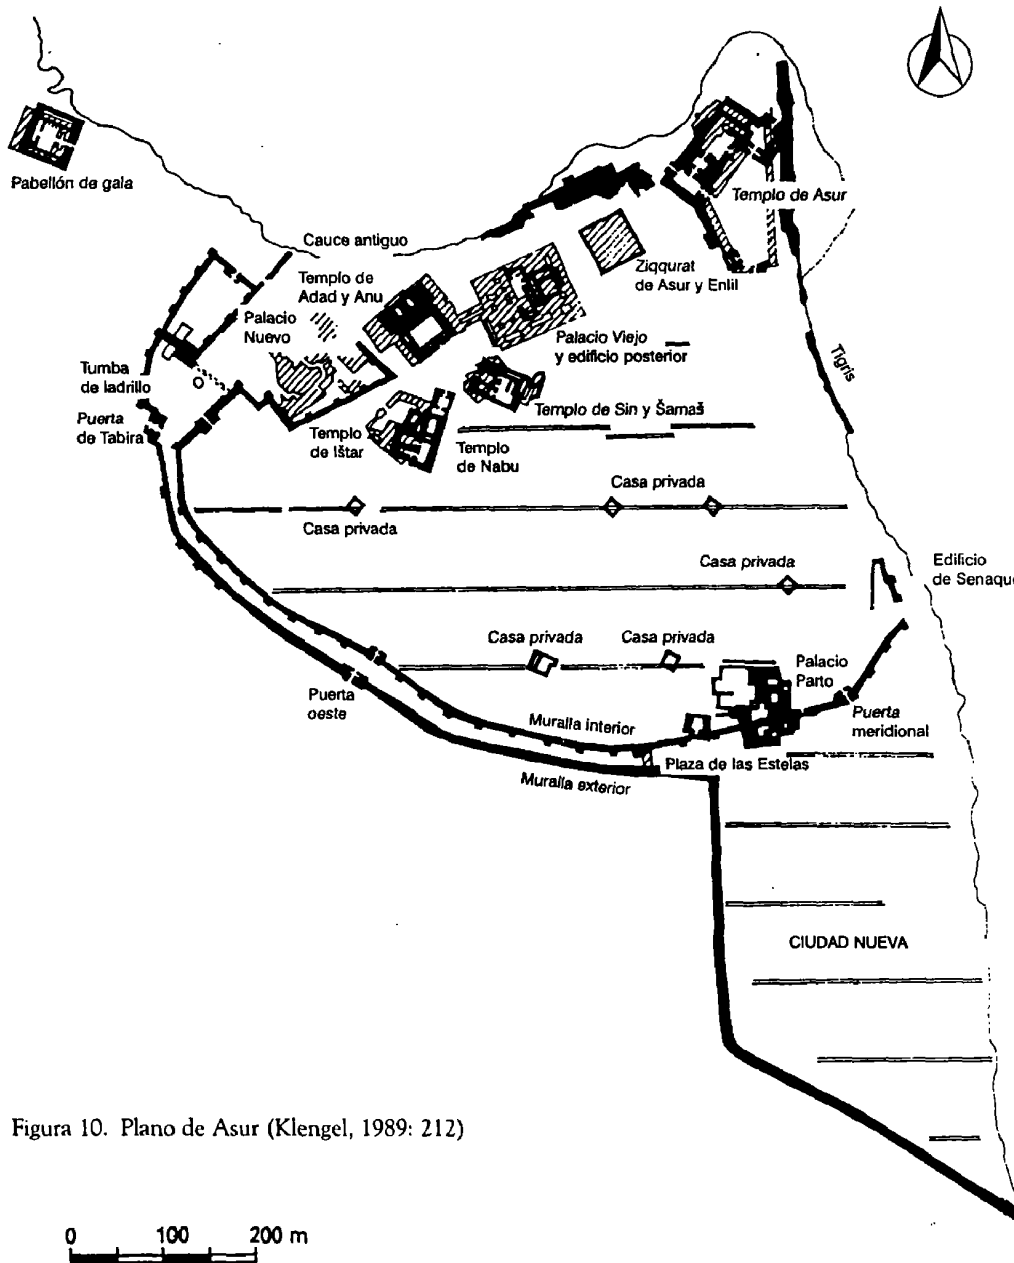 Pabellón de gala
Templo de Asur
Cauce antiguo
Ziqqurat
de Asur y Enlil
Templo de
Adad y Anu
Palacio
Nuevo
Palacio Viejo
y edificio posterior
Tigris
Tumba
de ladrillo
Puerta
de Tabira
Templo de Sin y Šamaš
Templo
de Ištar
Templo
de Nabu
Casa privada
Casa privada
Casa privada
Edificio
de Senaque
Casa privada
Casa privada
Palacio
Parto
Puerta
oeste
Muralla interior
Puerta
meridional
Plaza de las Estelas
Muralla exterior
CIUDAD NUEVA
Figura 10. Plano de Asur (Klengel, 1989: 212)
0 100 200 m